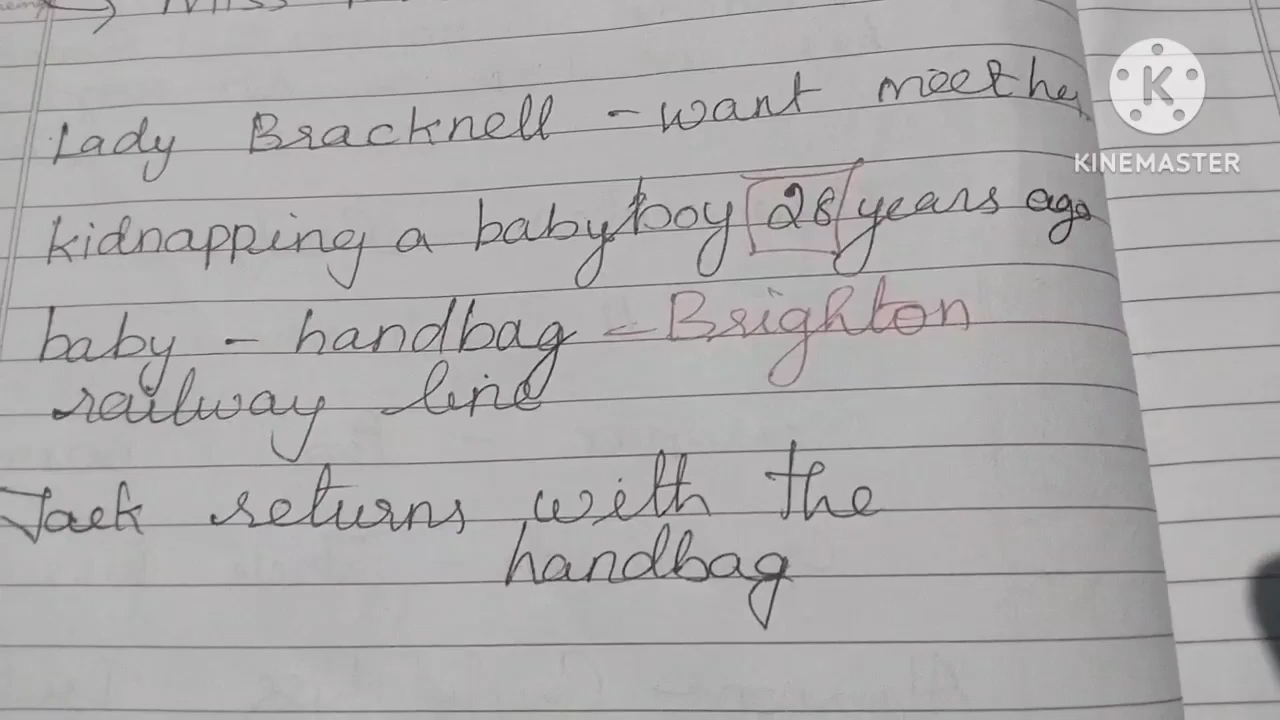 Miss
Lady Bracknell - want meet her
kidnapping a baby boy 28 years ago
baby - handbag - Brighton
railway line
Jack returns with the
handbag
K
KINEMASTER